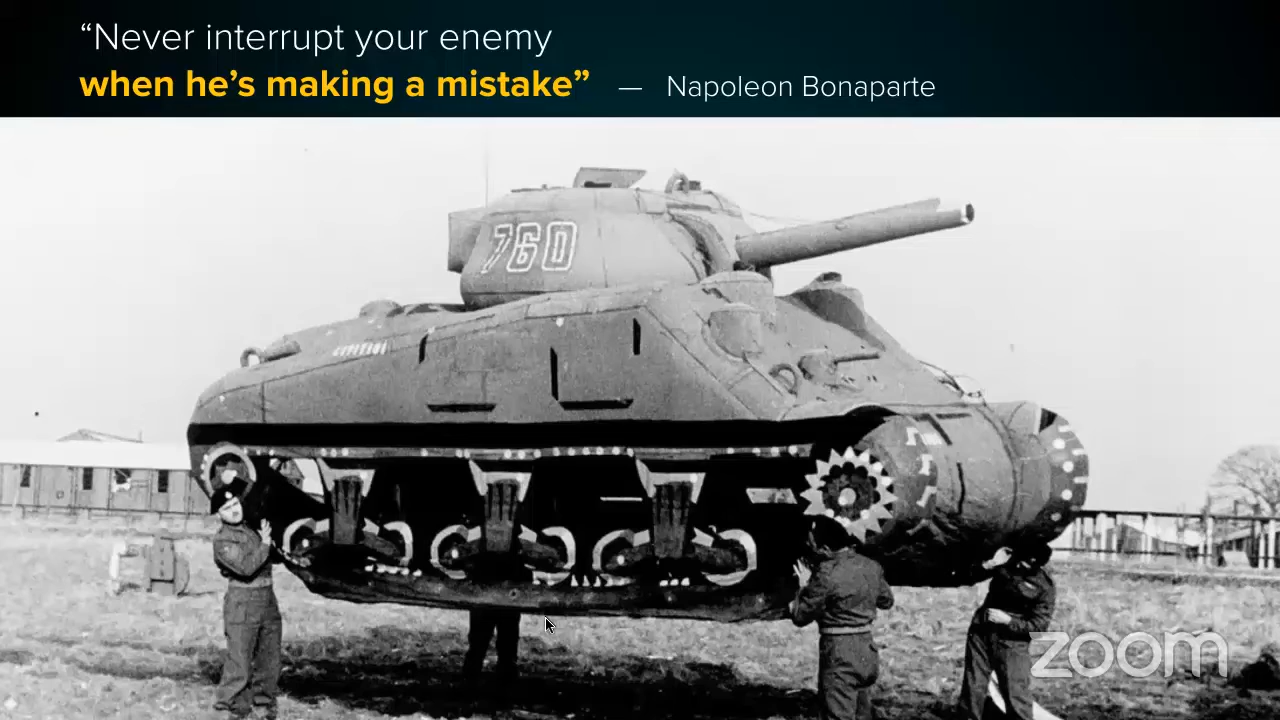 “Never interrupt your enemy
when he’s making a mistake” — Napoleon Bonaparte
760
zoom